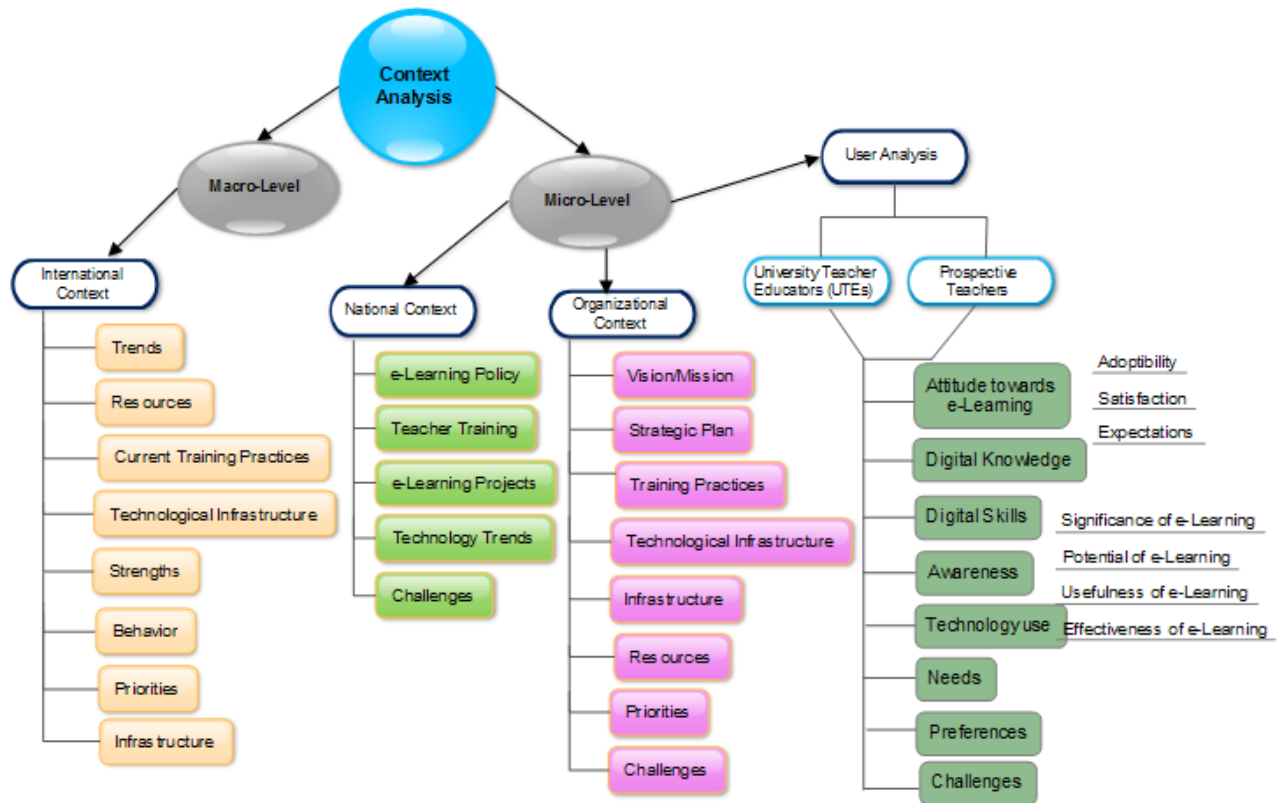 Context
Analysis
Macro-Level
Micro-Level
User Analysis
International
Context
National Context
Organizational
Context
University Teacher
Educators (UTEs)
Prospective
Teachers
Trends
Resources
Current Training Practices
Technological Infrastructure
Strengths
Behavior
Priorities
Infrastructure
e-Learning Policy
Teacher Training
e-Learning Projects
Technology Trends
Challenges
Vision/Mission
Strategic Plan
Training Practices
Technological Infrastructure
Infrastructure
Resources
Priorities
Challenges
Attitude towards
e-Learning
Adoptibility
Satisfaction
Expectations
Digital Knowledge
Digital Skills
Awareness
Significance of e-Learning
Potential of e-Learning
Usefulness of e-Learning
Effectiveness of e-Learning
Technology use
Needs
Preferences
Challenges